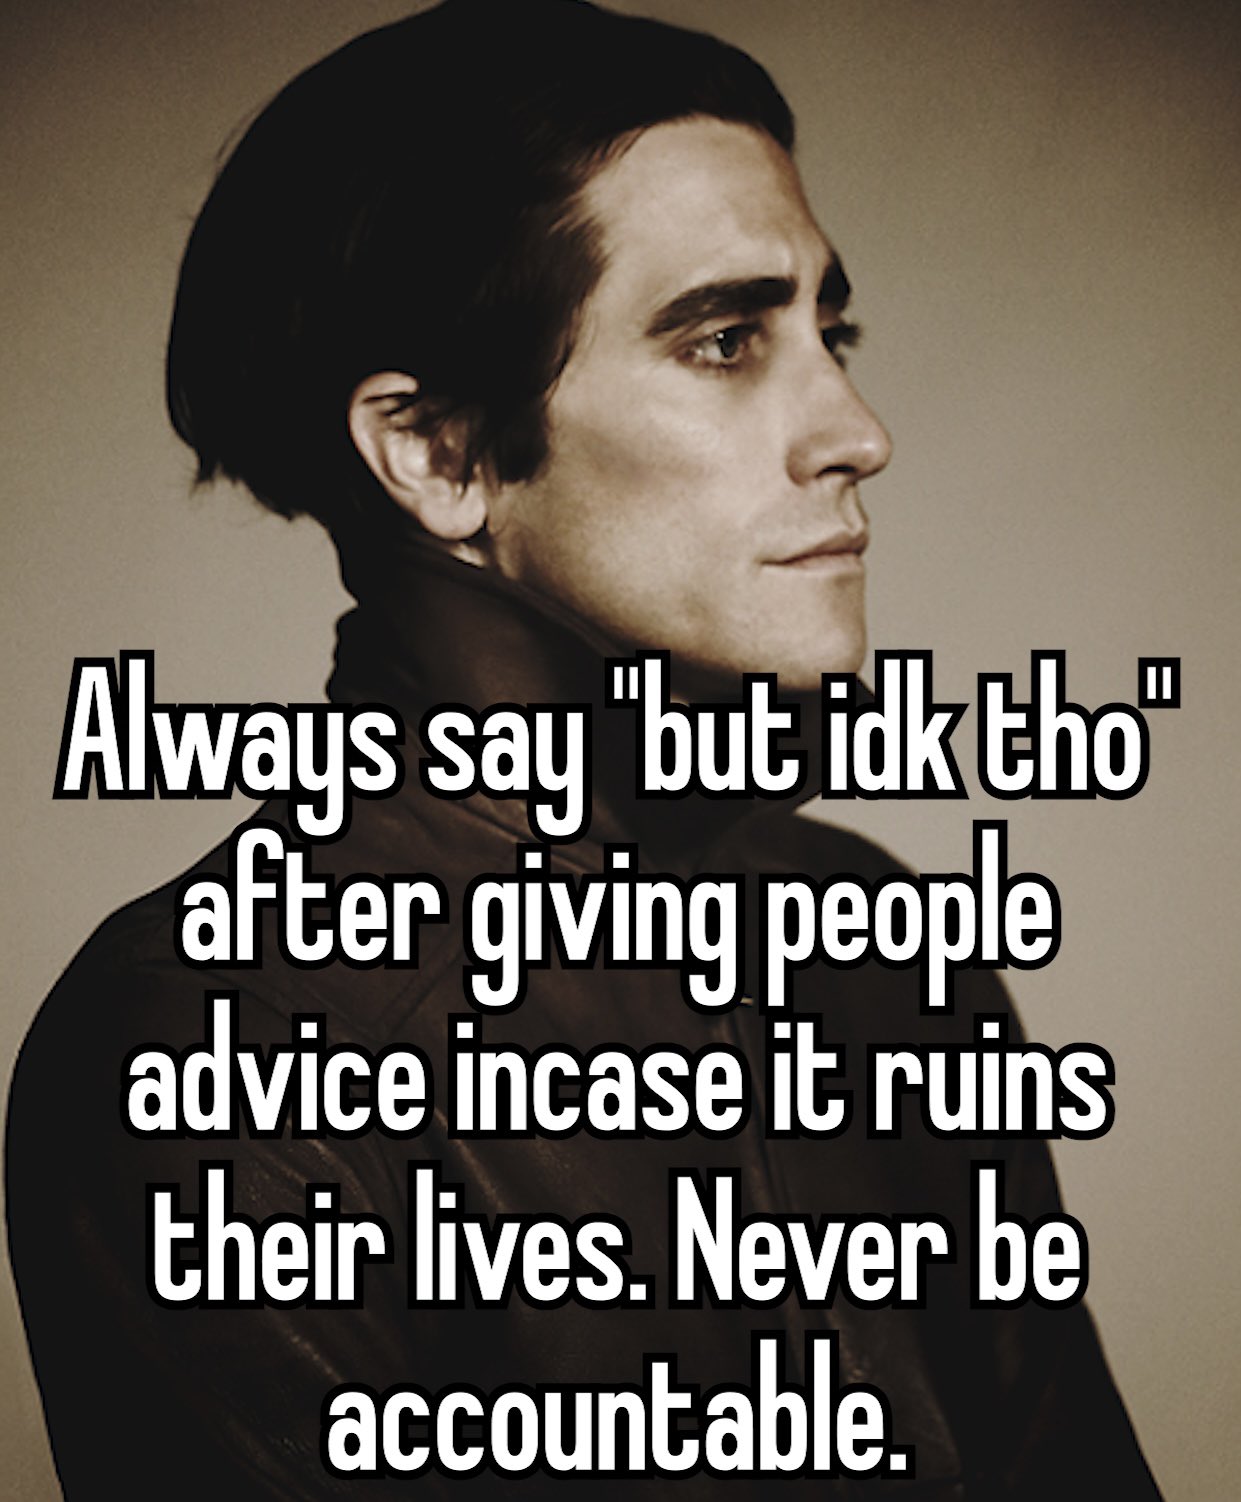 Always say "but idk tho"
after giving people
advice incase it ruins
their lives. Never be
accountable.